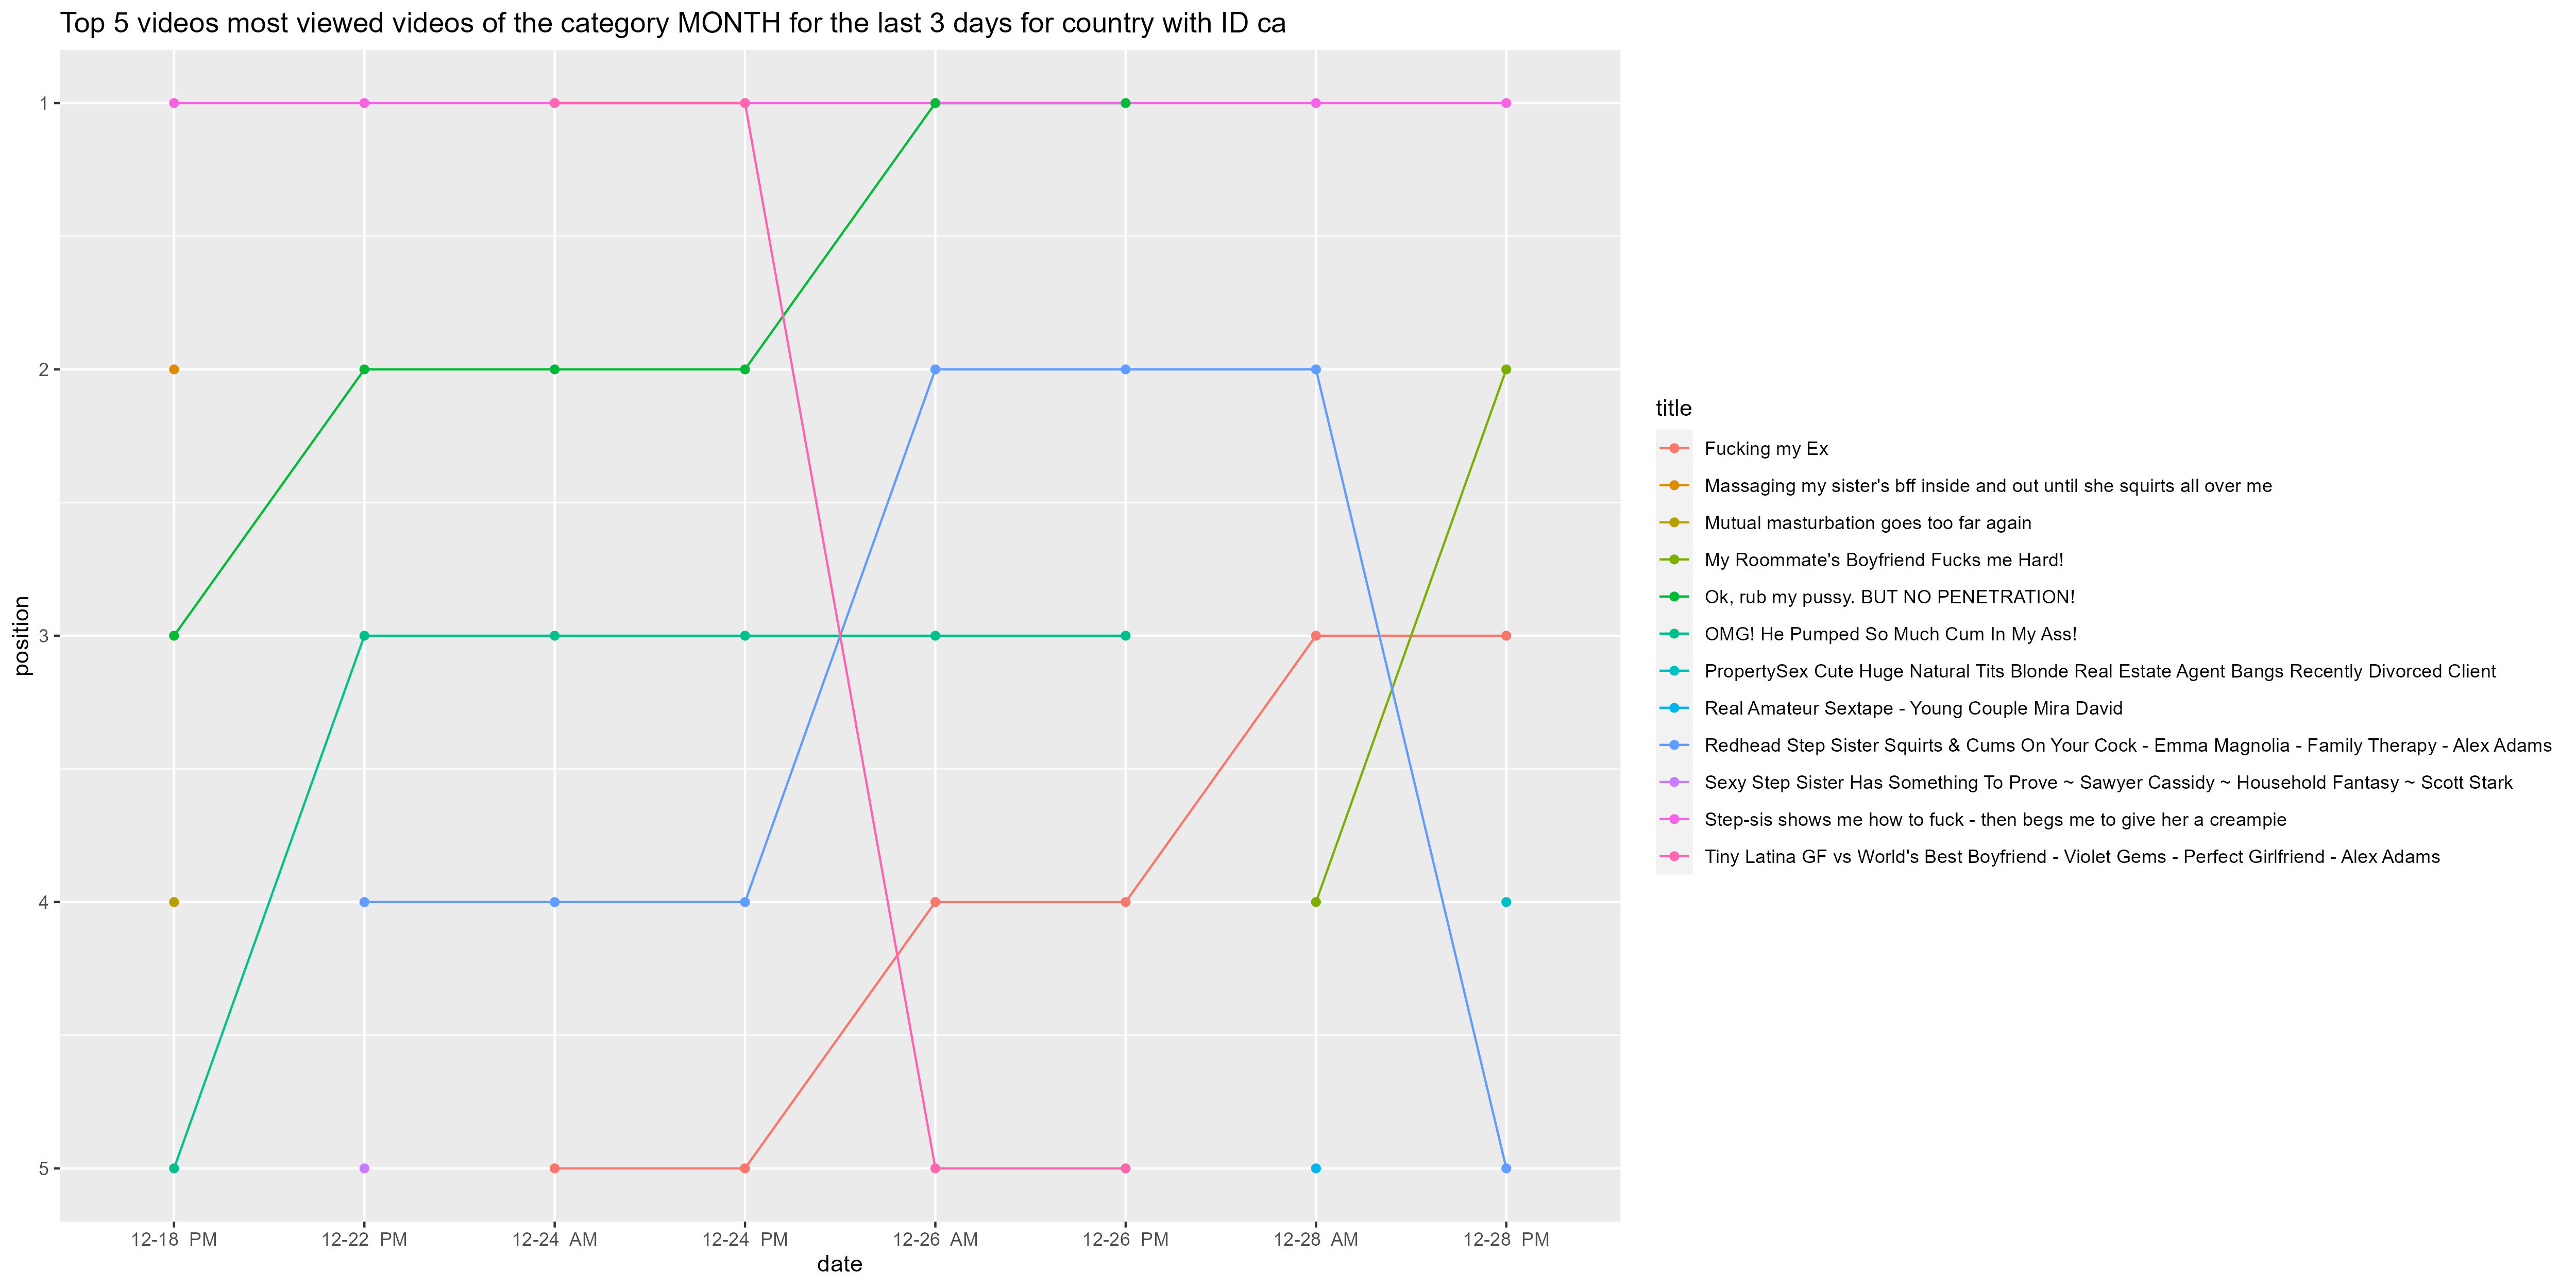 Top 5 videos most viewed videos of the category MONTH for the last 3 days for country with ID ca
1
2
3
4
5
position
12-18 PM
12-22 PM
12-24 AM
12-24 PM
12-26 AM
12-26 PM
12-28 AM
12-28 PM
date
title
Fucking my Ex
Massaging my sister's bff inside and out until she squirts all over me
Mutual masturbation goes too far again
My Roommate's Boyfriend Fucks me Hard!
Ok, rub my pussy. BUT NO PENETRATION!
OMG! He Pumped So Much Cum In My Ass!
PropertySex Cute Huge Natural Tits Blonde Real Estate Agent Bangs Recently Divorced Client
Real Amateur Sextape - Young Couple Mira David
Redhead Step Sister Squirts & Cums On Your Cock - Emma Magnolia - Family Therapy - Alex Adams
Sexy Step Sister Has Something To Prove ~ Sawyer Cassidy ~ Household Fantasy ~ Scott Stark
Step-sis shows me how to fuck - then begs me to give her a creampie
Tiny Latina GF vs World's Best Boyfriend - Violet Gems - Perfect Girlfriend - Alex Adams